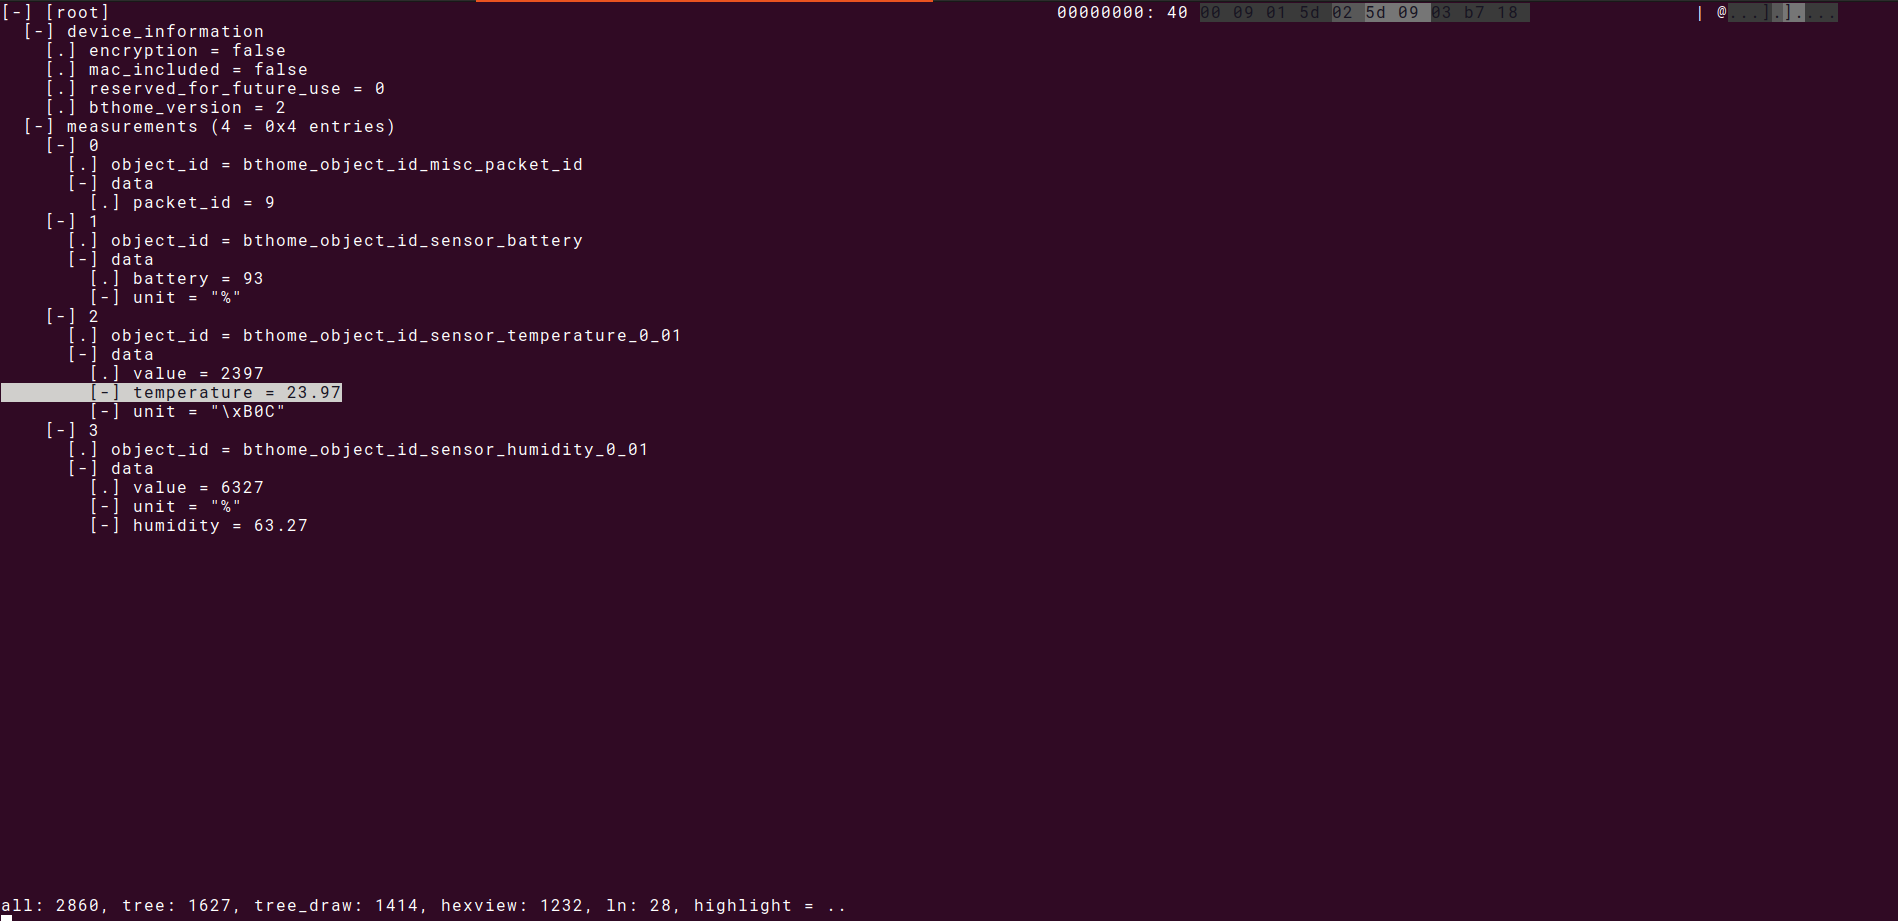 [-] [root]
  [-] device_information
    [.] encryption = false
    [.] mac_included = false
    [.] reserved_for_future_use = 0
    [.] bthome_version = 2
  [-] measurements (4 = 0x4 entries)
    [-] 0
      [.] object_id = bthome_object_id_misc_packet_id
      [-] data
        [.] packet_id = 9
    [-] 1
      [.] object_id = bthome_object_id_sensor_battery
      [-] data
        [.] battery = 93
        [-] unit = "%"
    [-] 2
      [.] object_id = bthome_object_id_sensor_temperature_0_01
      [-] data
        [.] value = 2397
        [-] temperature = 23.97
        [-] unit = "\xB0C"
    [-] 3
      [.] object_id = bthome_object_id_sensor_humidity_0_01
      [-] data
        [.] value = 6327
        [-] unit = "%"
        [-] humidity = 63.27
00000000: 40 00 09 01 5d 02 5d 09 03 b7 18 | @...].]....
all: 2860, tree: 1627, tree_draw: 1414, hexview: 1232, ln: 28, highlight = ..